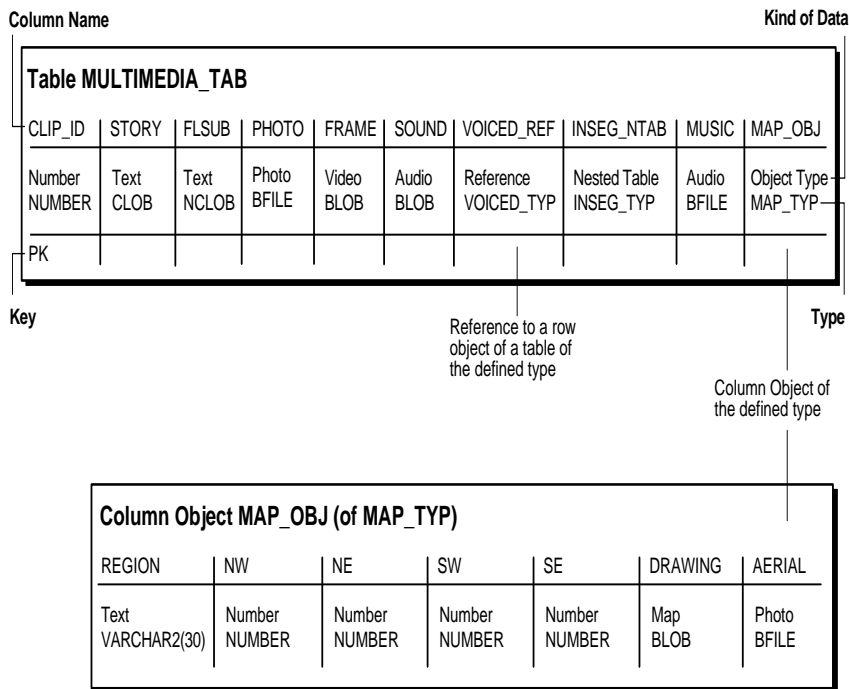 Column Name Kind of Data
Table MULTIMEDIA_TAB
CLIP_ID STORY FLSUB PHOTO FRAME SOUND VOICED_REF INSEG_NTAB MUSIC MAP_OBJ
Number Text Text Photo Video Audio Reference Nested Table Audio Object Type
NUMBER CLOB NCLOB BFILE BLOB BLOB VOICED_TYP INSEG_TYP BFILE MAP_TYP
PK
Key Type
Reference to a row
object of a table of
the defined type
Column Object of
the defined type
Column Object MAP_OBJ (of MAP_TYP)
REGION NW NE SW SE DRAWING AERIAL
Text Number Number Number Number Map Photo
VARCHAR2(30) NUMBER NUMBER NUMBER NUMBER BLOB BFILE